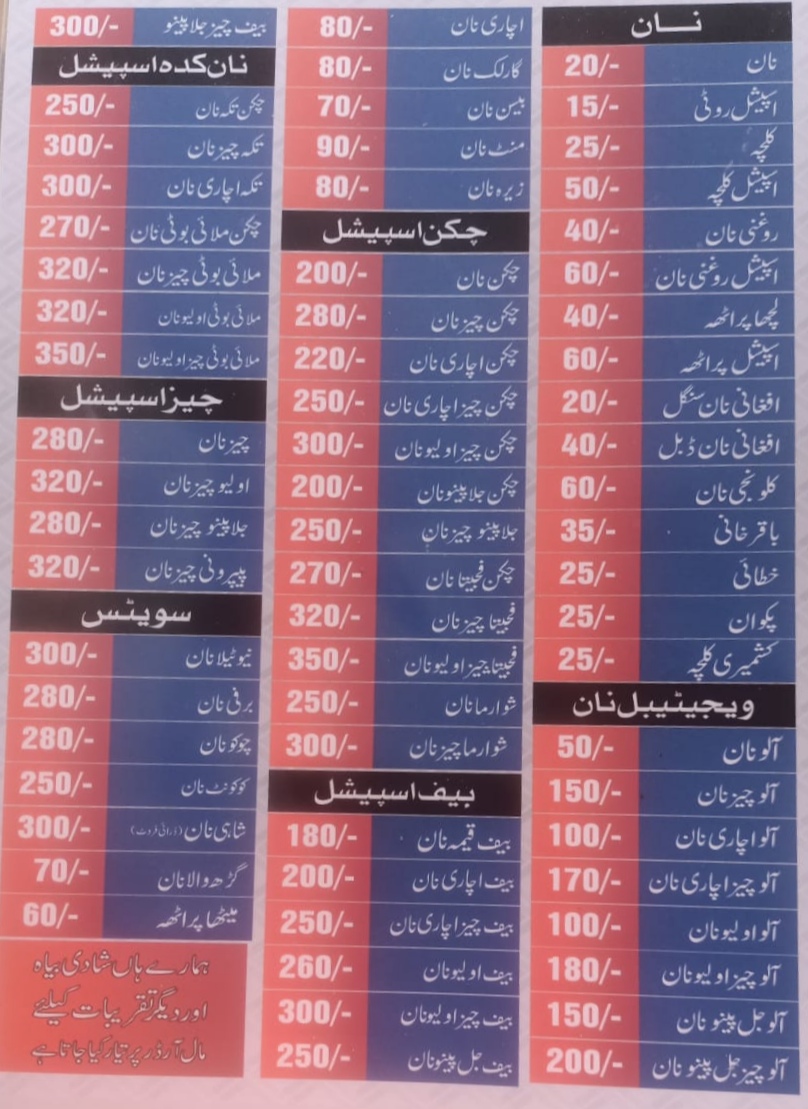 نان
نان 20/-
اسپیشل روٹی 15/-
کلچہ 25/-
اسپیشل کلچہ 50/-
روغنی نان 40/-
اسپیشل روغنی نان 60/-
لچھا پراٹھہ 40/-
اسپیشل پراٹھہ 60/-
افغانی نان سنگل 20/-
افغانی نان ڈبل 40/-
کلونجی نان 60/-
باقر خانی 35/-
خطائی 25/-
پکوان 25/-
کشمیری کلچہ 25/-
ویجیٹیبل نان
آلو نان 50/-
آلو چیز نان 150/-
آلو اچاری نان 100/-
آلو چیز اچاری نان 170/-
آلو اولیو نان 100/-
آلو چیز اولیو نان 180/-
آلو جل پینو نان 150/-
آلو چیز جل پینو نان 200/-
اچاری نان 80/-
گارلک نان 80/-
بیسن نان 70/-
منٹ نان 90/-
زیرہ نان 80/-
چکن اسپیشل
چکن نان 200/-
چکن چیز نان 280/-
چکن اچاری نان 220/-
چکن چیز اچاری نان 250/-
چکن چیز اولیو نان 300/-
چکن جلا پینو نان 200/-
جلا پینو چیز نان 250/-
چکن فجیتا نان 270/-
فجیتا چیز نان 320/-
فجیتا چیز اولیو نان 350/-
شوارما نان 250/-
شوارما چیز نان 300/-
بیف اسپیشل
بیف قیمہ نان 180/-
بیف اچاری نان 200/-
بیف چیز اچاری نان 250/-
بیف اولیو نان 260/-
بیف چیز اولیو نان 300/-
بیف جل پینو نان 250/-
بیف چیز جلا پینو 300/-
نان کدہ اسپیشل
چکن تکہ نان 250/-
تکہ چیز نان 300/-
تکہ اچاری نان 300/-
چکن ملائی بوٹی نان 270/-
ملائی بوٹی چیز نان 320/-
ملائی بوٹی اولیو نان 320/-
ملائی بوٹی چیز اولیو نان 350/-
چیز اسپیشل
چیز نان 280/-
اولیو چیز نان 320/-
جلا پینو چیز نان 280/-
پیپرونی چیز نان 320/-
سویٹس
نیوٹیلا نان 300/-
برفی نان 280/-
چوکو نان 280/-
کوکونٹ نان 250/-
شاہی نان (ڈرائی فروٹ) 300/-
گڑھ والا نان 70/-
میٹھا پراٹھہ 60/-
ہمارے ہاں شادی بیاہ
اور دیگر تقریبات کیلئے
مال آرڈر پر تیار کیا جاتا ہے